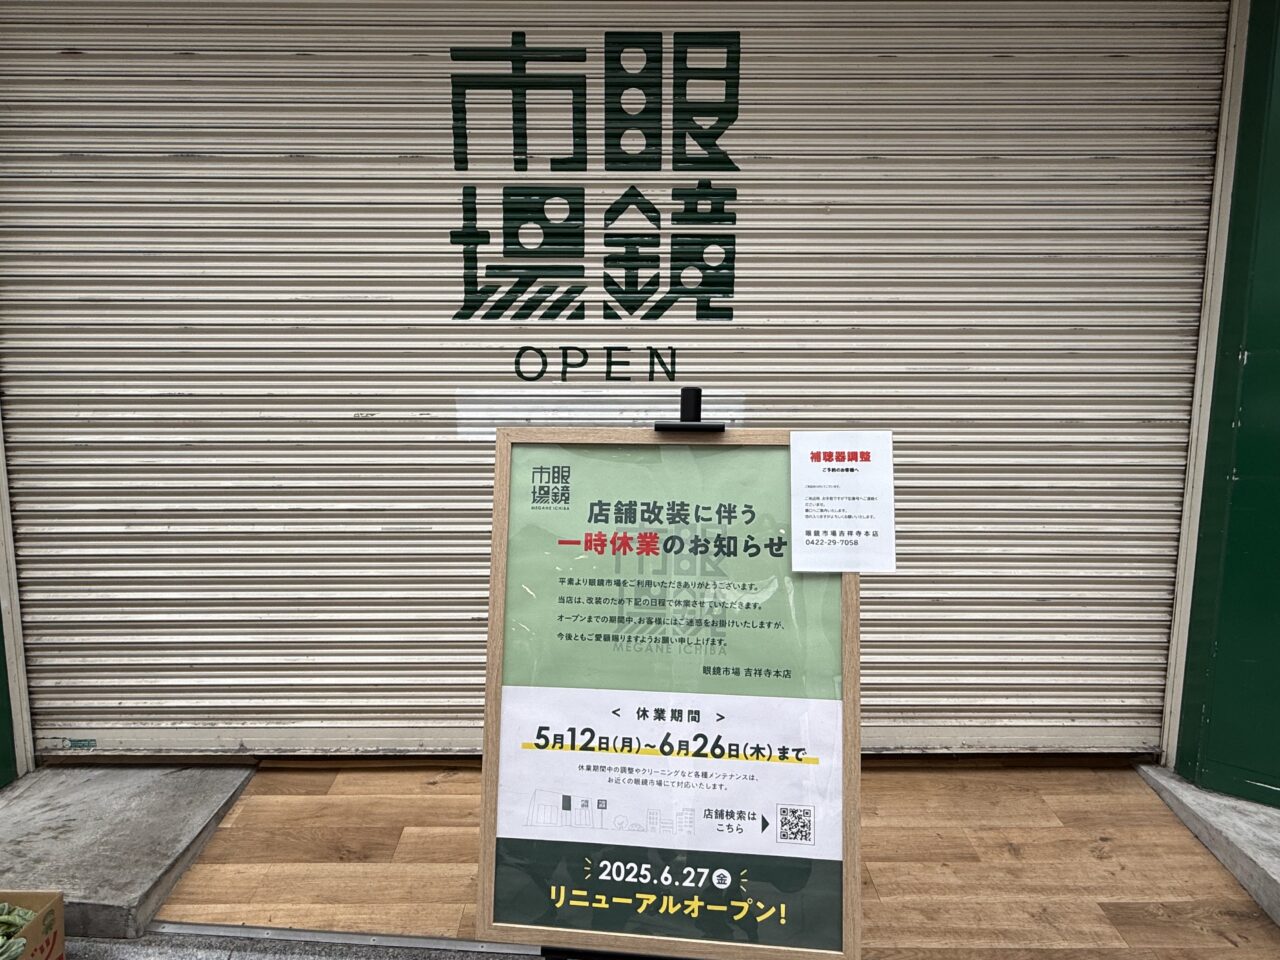 眼鏡
市場
OPEN
眼鏡
市場
MEGANE ICHIBA
店舗改装に伴う
一時休業のお知らせ
平素より眼鏡市場をご利用いただきありがとうございます。
当店は、改装のため下記の日程で休業させていただきます。
オープンまでの期間中、お客様にはご迷惑をお掛けいたしますが、
今後ともご愛顧賜りますようお願い申し上げます。
MEGANE ICHIBA
眼鏡市場 吉祥寺本店
< 休業期間 >
5月12日(月)~6月26日(木)まで
休業期間中の調整やクリーニングなど各種メンテナンスは、
お近くの眼鏡市場にて対応いたします。
店舗検索は
こちら
2025.6.27金
リニューアルオープン!
補聴器調整
ご予約のお客様へ
眼鏡市場吉祥寺本店
0422-29-7058